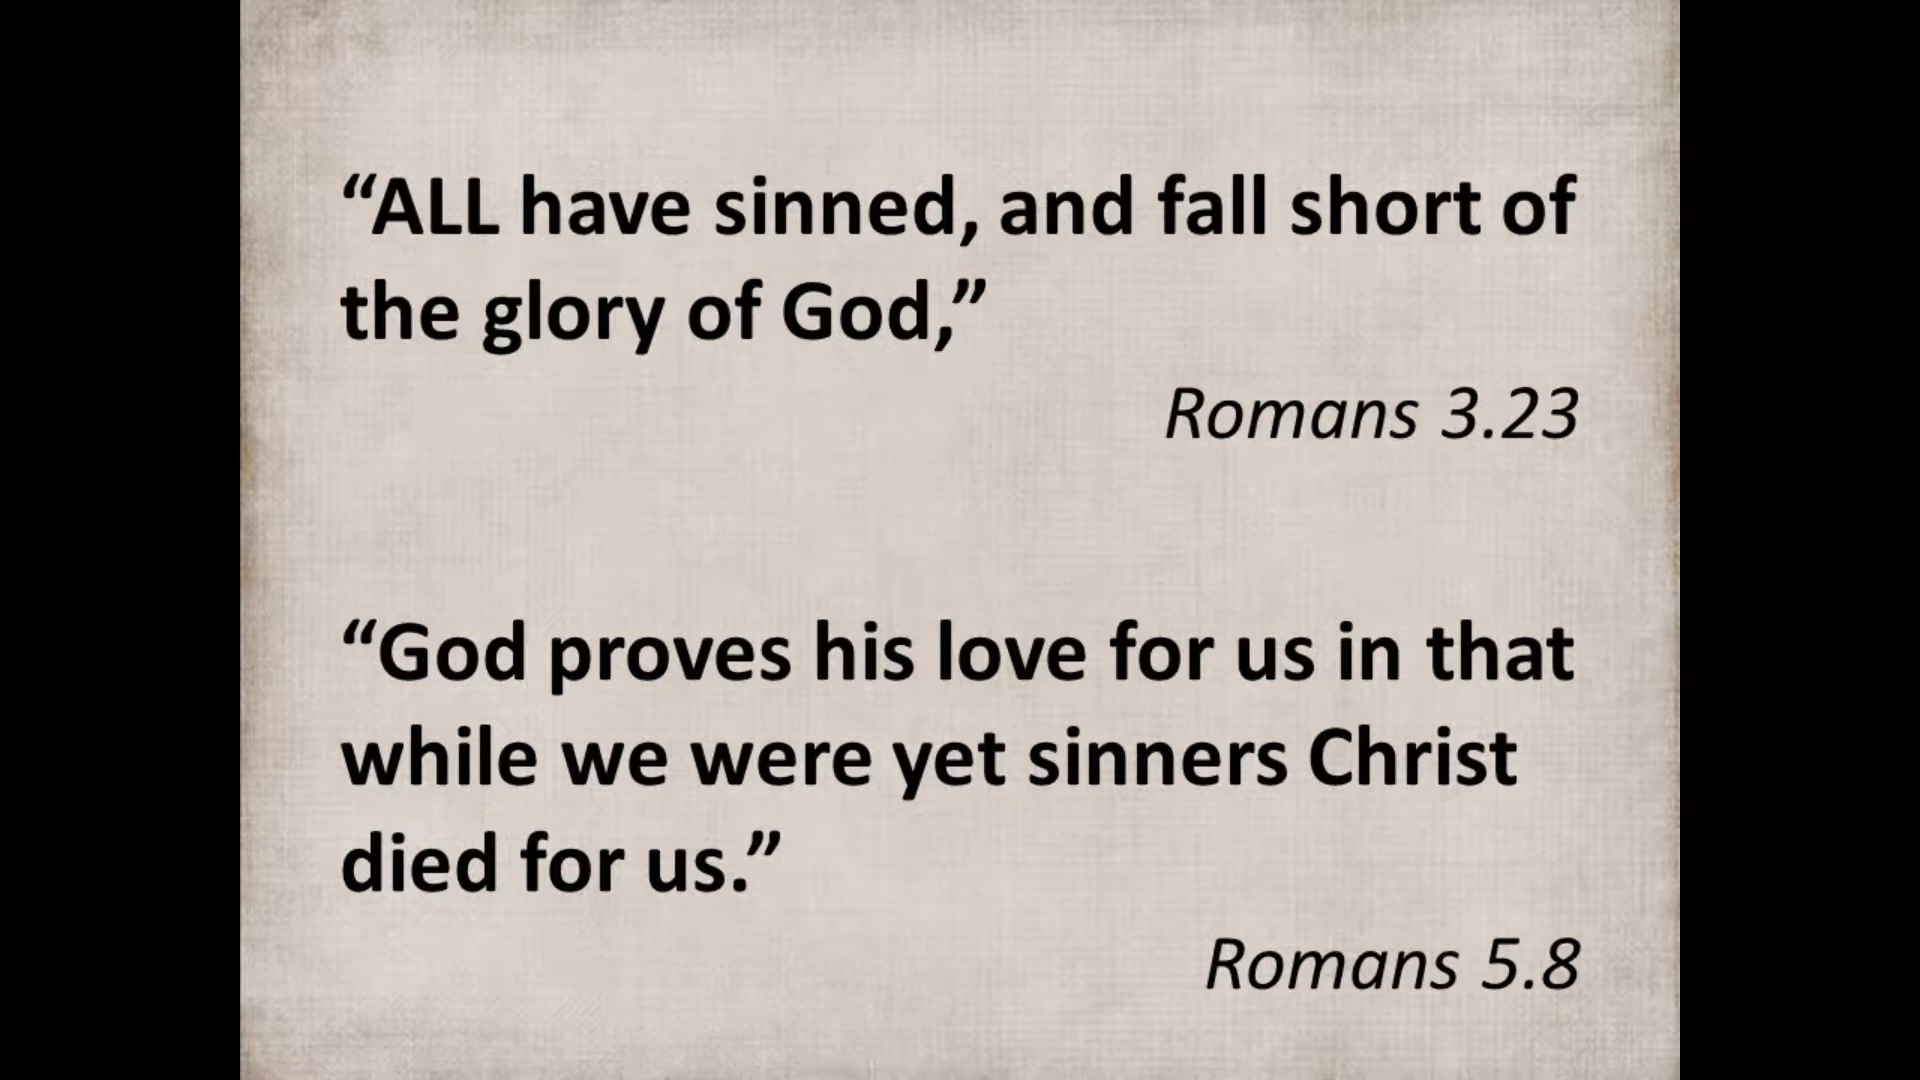 “ALL have sinned, and fall short of
the glory of God,”
Romans 3.23
“God proves his love for us in that
while we were yet sinners Christ
died for us.”
Romans 5.8